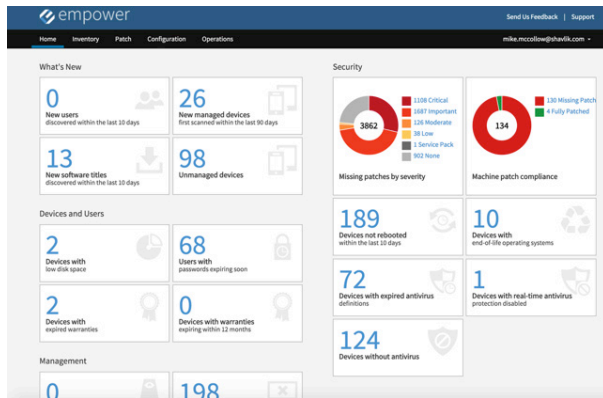 empower
Send Us Feedback | Support
Home Inventory Patch Configuration Operations
mike.mccollow@shavlik.com
What's New
0
New users
discovered within the last 10 days
26
New managed devices
first scanned within the last 90 days
13
New software titles
discovered within the last 10 days
98
Unmanaged devices
Devices and Users
2
Devices with
low disk space
68
Users with
passwords expiring soon
2
Devices with
expired warranties
0
Devices with warranties
expiring within 12 months
Management
0
198
Security
3862
1108 Critical
1687 Important
126 Moderate
38 Low
1 Service Pack
902 None
Missing patches by severity
134
130 Missing Patch
4 Fully Patched
Machine patch compliance
189
Devices not rebooted
within the last 10 days
10
Devices with
end-of-life operating systems
72
Devices with expired antivirus
definitions
1
Devices with real-time antivirus
protection disabled
124
Devices without antivirus